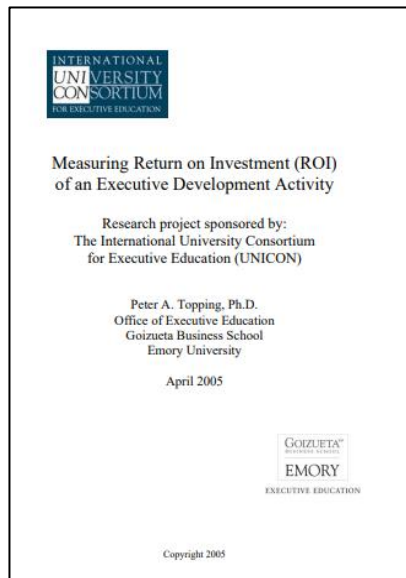 INTERNATIONAL
UNIVERSITY
CONSORTIUM
FOR EXECUTIVE EDUCATION
Measuring Return on Investment (ROI)
of an Executive Development Activity
Research project sponsored by:
The International University Consortium
for Executive Education (UNICON)
Peter A. Topping, Ph.D.
Office of Executive Education
Goizueta Business School
Emory University
April 2005
GOIZUETA
BUSINESS SCHOOL
EMORY
EXECUTIVE EDUCATION
Copyright 2005